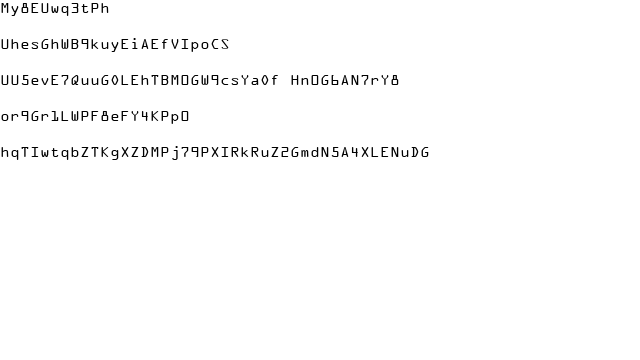 My8EUwq3tPh
UhesGhWB9kuyEiAEfVIpoCS
UU5evE7QuuG0LEhTBM0GW9csYa0f Hn0G6AN7rY8
or9Gr1LWPF8eFY4KPp0
hqTIwtqbZTKgXZDMPj79PXIRkRuZ2GmdN5A4XLENuDG